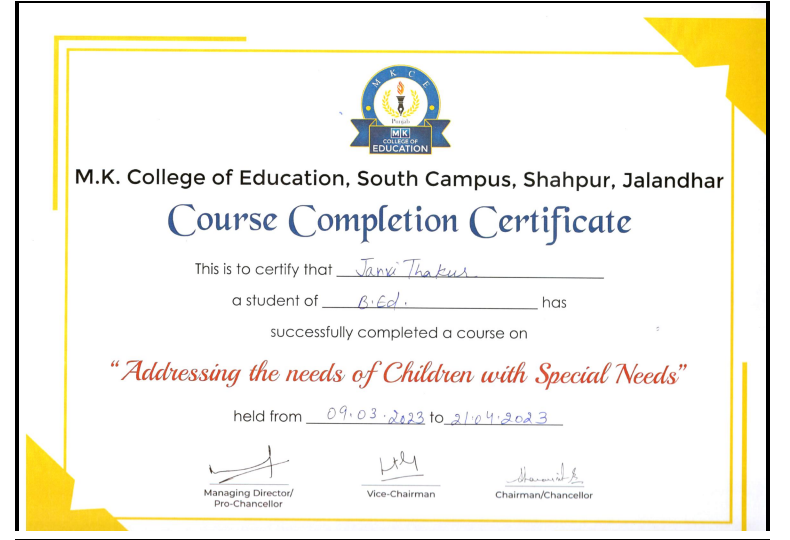 M K C E
Punjab
MK
COLLEGE OF
EDUCATION
M.K. College of Education, South Campus, Shahpur, Jalandhar
Course Completion Certificate
This is to certify that Janvi Thakur
a student of B.Ed. has
successfully completed a course on
“Addressing the needs of Children with Special Needs”
held from 09.03.2023 to 21.04.2023
Managing Director/ Vice-Chairman Chairman/Chancellor
Pro-Chancellor